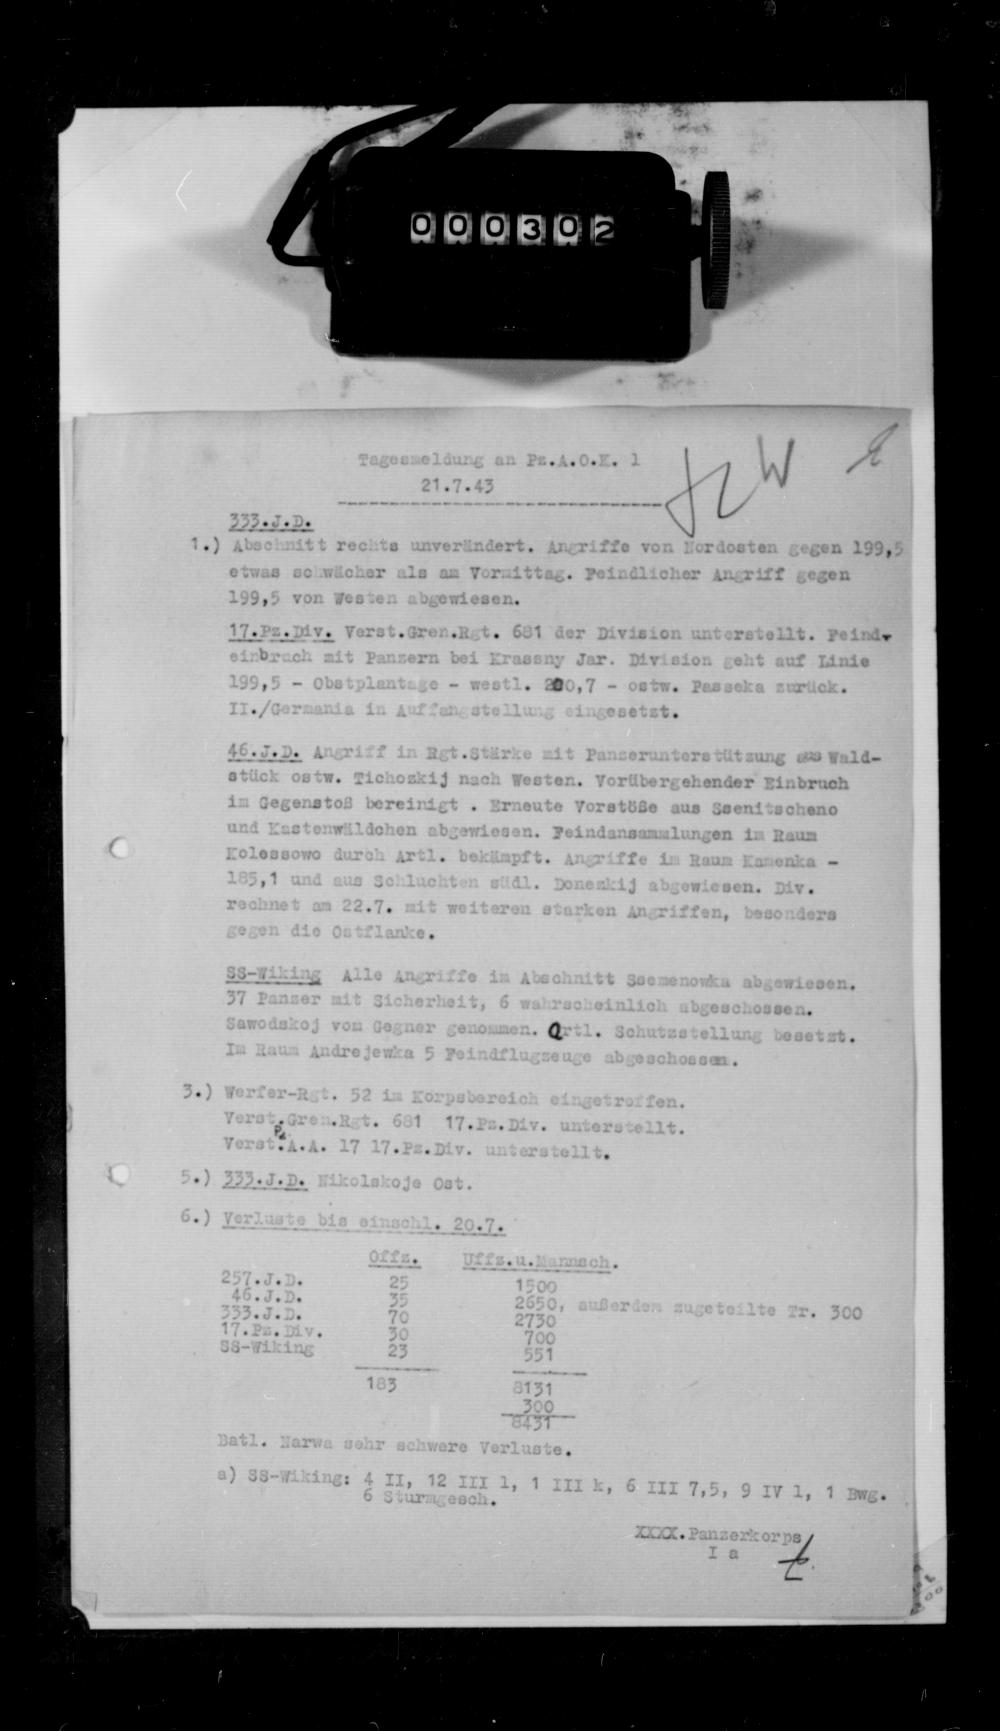 000302
Tagesmeldung an Pz.A.O.K. 1
21.7.43
333.J.D.
1.) Abschnitt rechts unverändert. Angriffe von Nordosten gegen 199,5
etwas schwächer als am Vormittag. Feindlicher Angriff gegen
199,5 von Westen abgewiesen.
17.Pz.Div. Verst.Gren.Rgt. 681 der Division unterstellt. Feind-
einbruch mit Panzern bei Krassny Jar. Division geht auf Linie
199,5 - Obstplantage - westl. 200,7 - ostw. Passeka zurück.
II./Germania in Auffangstellung eingesetzt.
46.J.D. Angriff in Rgt.Stärke mit Panzerunterstützung aus Wald-
stück ostw. Tichozkij nach Westen. Vorübergehender Einbruch
im Gegenstoß bereinigt . Erneute Vorstöße aus Ssenitscheno
und Kastenwäldchen abgewiesen. Feindansammlungen im Raum
Kolessowo durch Artl. bekämpft. Angriffe im Raum Kamenka -
185,1 und aus Schluchten südl. Donezkij abgewiesen. Div.
rechnet am 22.7. mit weiteren starken Angriffen, besonders
gegen die Ostflanke.
SS-Wiking Alle Angriffe im Abschnitt Ssemenowka abgewiesen.
37 Panzer mit Sicherheit, 6 wahrscheinlich abgeschossen.
Sawodskoj vom Gegner genommen. Ortl. Schutzstellung besetzt.
Im Raum Andrejewka 5 Feindflugzeuge abgeschossen.
3.) Werfer-Rgt. 52 im Korpsbereich eingetroffen.
Verst.Gren.Rgt. 681 17.Pz.Div. unterstellt.
Verst.Pz.A.A. 17 17.Pz.Div. unterstellt.
5.) 333.J.D. Nikolskoje Ost.
6.) Verluste bis einschl. 20.7.
Offz. Uffz.u.Mannsch.
257.J.D. 25 1500
46.J.D. 35 2650, außerdem zugeteilte Tr. 300
333.J.D. 70 2730
17.Pz.Div. 30 700
SS-Wiking 23 551
183 8131
300
8431
Batl. Narwa sehr schwere Verluste.
a) SS-Wiking: 4 II, 12 III l, 1 III k, 6 III 7,5, 9 IV l, 1 Bwg.
6 Sturmgesch.
XXXX.Panzerkorps
I a